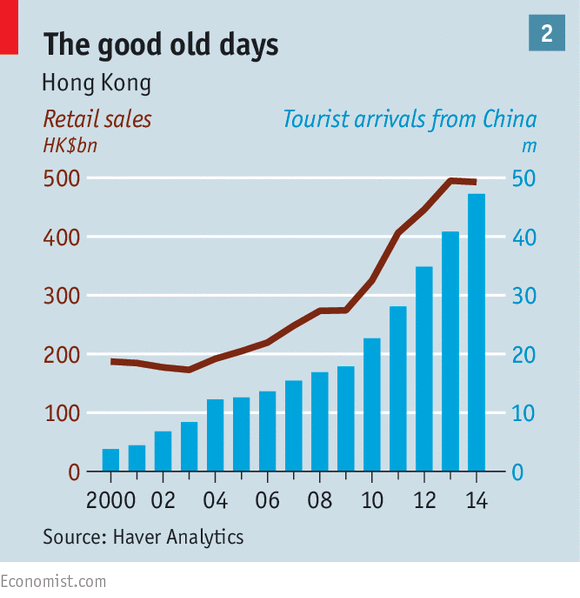 The good old days
2
Hong Kong
Retail sales
HK$bn
Tourist arrivals from China
m
500
50
400
40
300
30
200
20
100
10
0
0
2000 02 04 06 08 10 12 14
Source: Haver Analytics
Economist.com